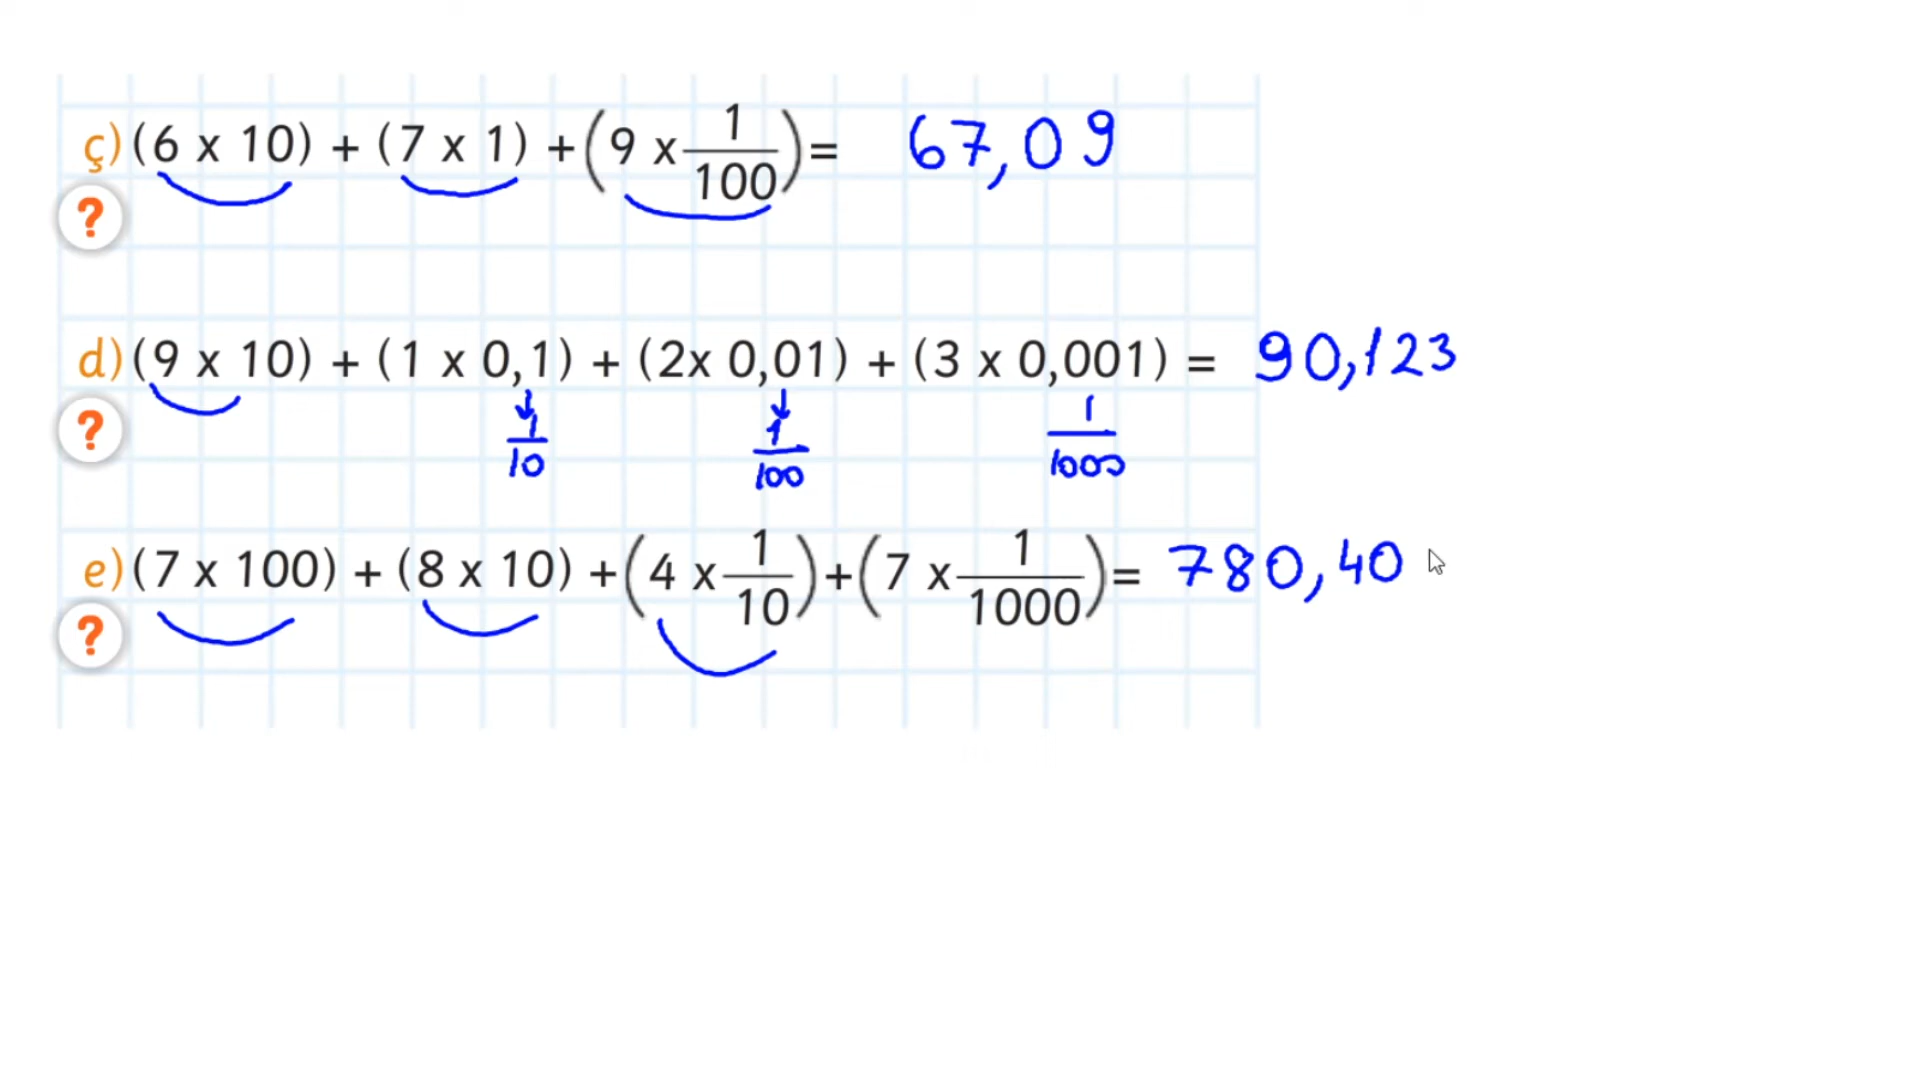 ç) (6 x 10) + (7 x 1) + (9 x 1/100) = 67,09
?
d) (9 x 10) + (1 x 0,1) + (2x 0,01) + (3 x 0,001) = 90,123
1/10 1/100 1/1000
?
e) (7 x 100) + (8 x 10) + (4 x 1/10) + (7 x 1/1000) = 780,40
?